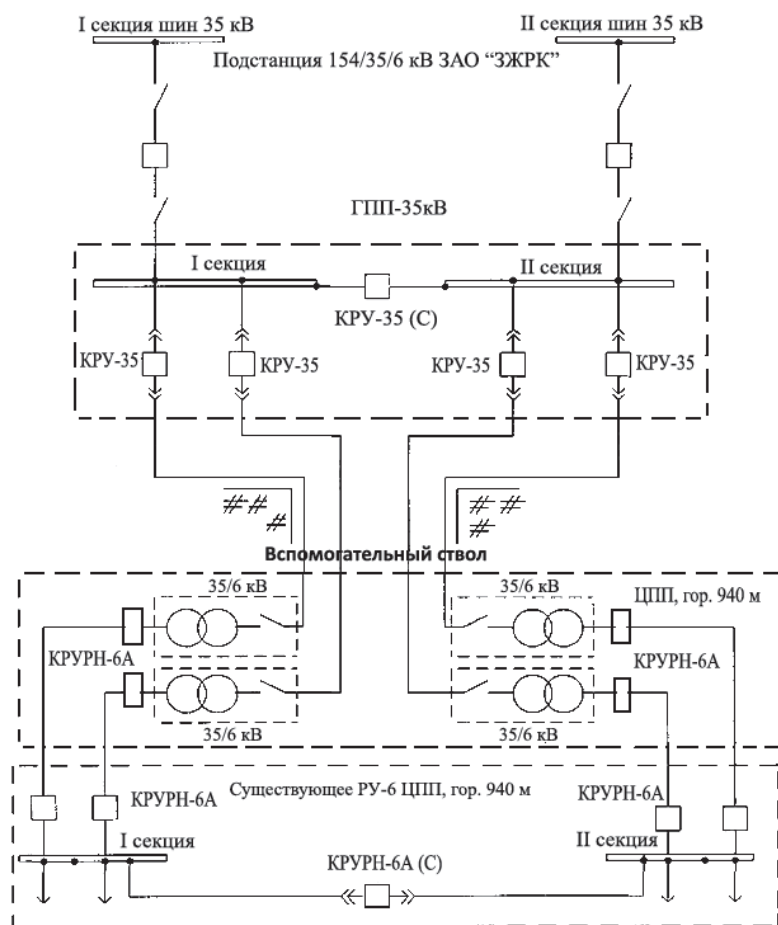 I секция шин 35 кВ
II секция шин 35 кВ
Подстанция 154/35/6 кВ ЗАО “ЗЖРК”
ГПП-35кВ
I секция
II секция
КРУ-35 (С)
КРУ-35
КРУ-35
КРУ-35
КРУ-35
Вспомогательный ствол
35/6 кВ
35/6 кВ
ЦПП, гор. 940 м
КРУРН-6А
КРУРН-6А
35/6 кВ
35/6 кВ
КРУРН-6А
Существующее РУ-6 ЦПП, гор. 940 м
КРУРН-6А
I секция
II секция
КРУРН-6А (С)